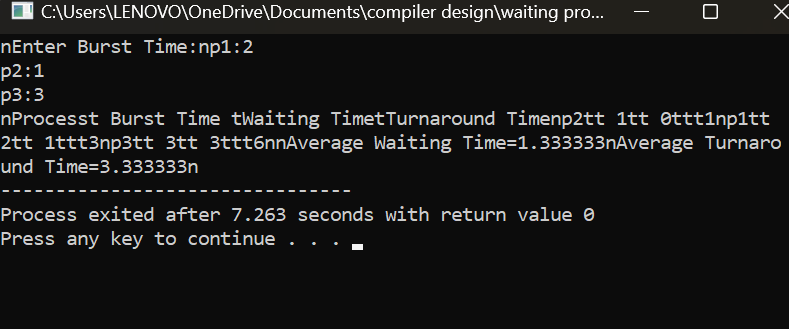 C:\Users\LENOVO\OneDrive\Documents\compiler design\waiting pro...
nEnter Burst Time:np1:2
p2:1
p3:3
nProcesst Burst Time tWaiting TimetTurnaround Timenp2tt 1tt 0ttt1np1tt
2tt 1ttt3np3tt 3tt 3ttt6nnAverage Waiting Time=1.333333nAverage Turnaro
und Time=3.333333n
--------------------------------
Process exited after 7.263 seconds with return value 0
Press any key to continue . . .